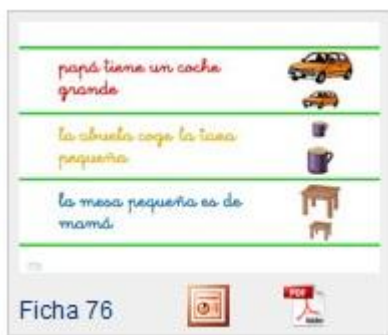 papá tiene un coche
grande
la abuela coge la taza
pequeña
la mesa pequeña es de
mamá
Ficha 76
PDF
Adobe